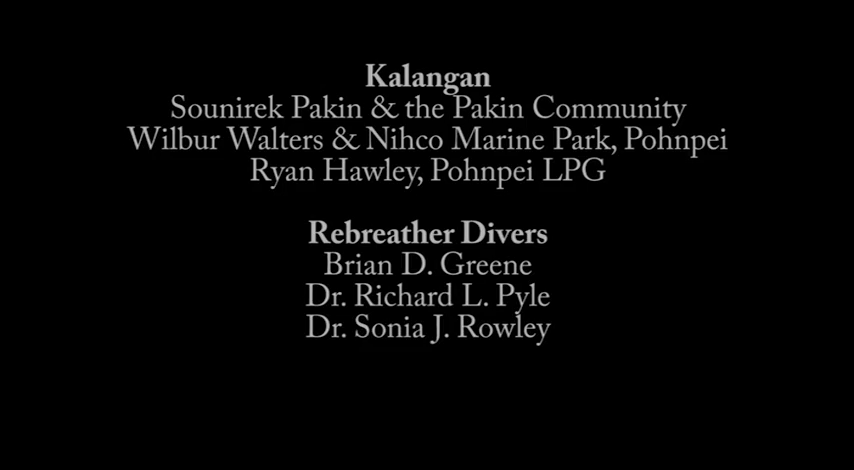 Kalangan
Sounirek Pakin & the Pakin Community
Wilbur Walters & Nihco Marine Park, Pohnpei
Ryan Hawley, Pohnpei LPG
Rebreather Divers
Brian D. Greene
Dr. Richard L. Pyle
Dr. Sonia J. Rowley